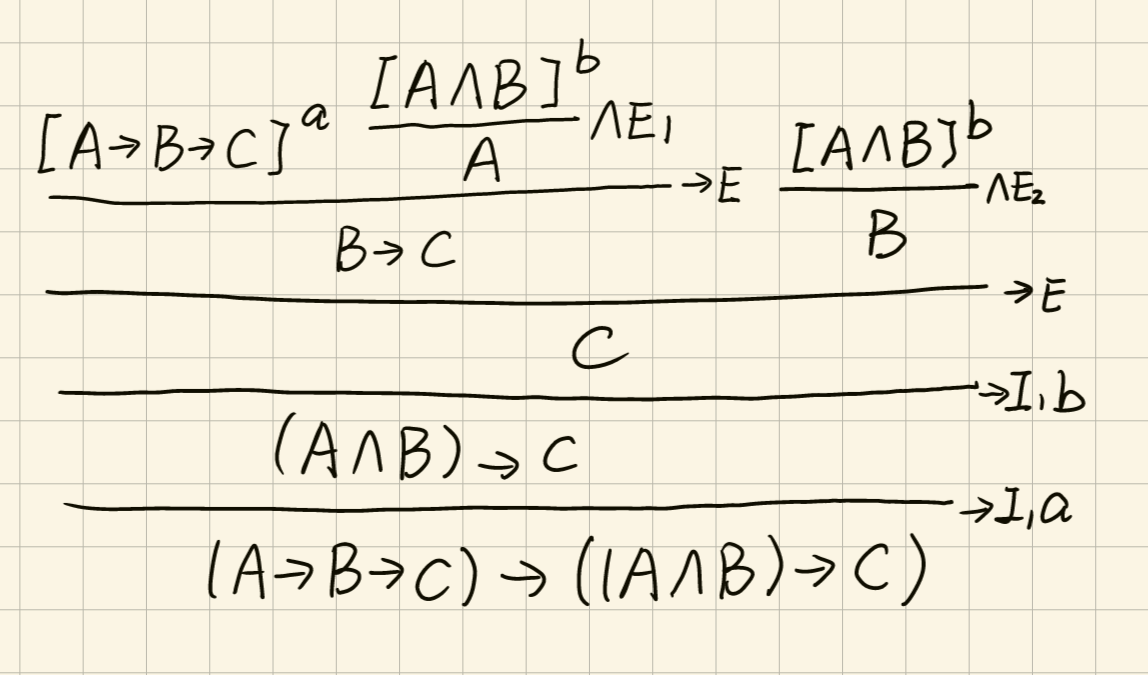 [A∧B]ᵇ
[A→B→C]ᵃ A ∧E₁ [A∧B]ᵇ
→E ∧E₂
B→C B
→E
C
→I,b
(A∧B)→C
→I,a
(A→B→C)→((A∧B)→C)